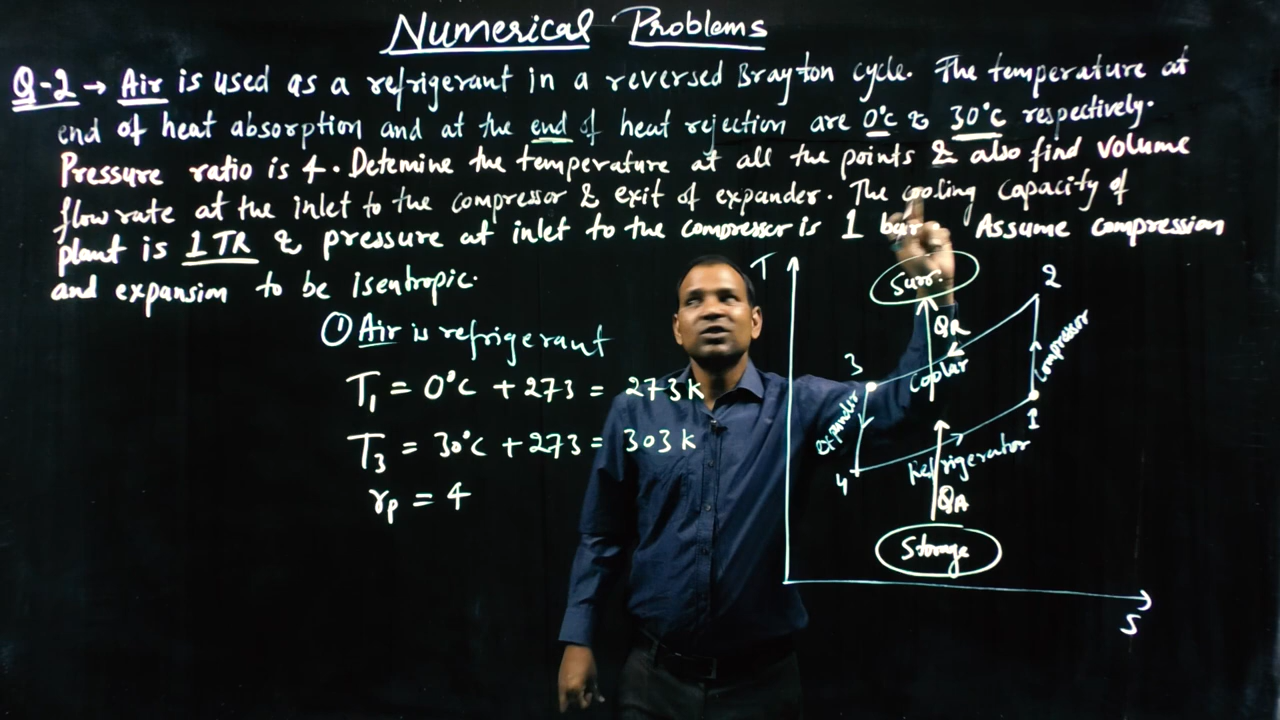 Numerical Problems
Q-2 → Air is used as a refrigerant in a reversed Brayton cycle. The temperature at
end of heat absorption and at the end of heat rejection are 0°C & 30°C respectively.
Pressure ratio is 4. Detemine the temperature at all the points & also find volume
flow rate at the inlet to the compressor & exit of expander. The cooling capacity of
plant is 1 TR & pressure at inlet to the compressor is 1 bar Assume compression
and expansion to be isentropic.
① Air is refrigerant
T₁ = 0°C + 273 = 273 K
T₃ = 30°C + 273 = 303 K
rₚ = 4
T
Surr.
2
QR
Compressor
3
Cooler
Expander
1
Refrigerator
4
QA
Storage
S